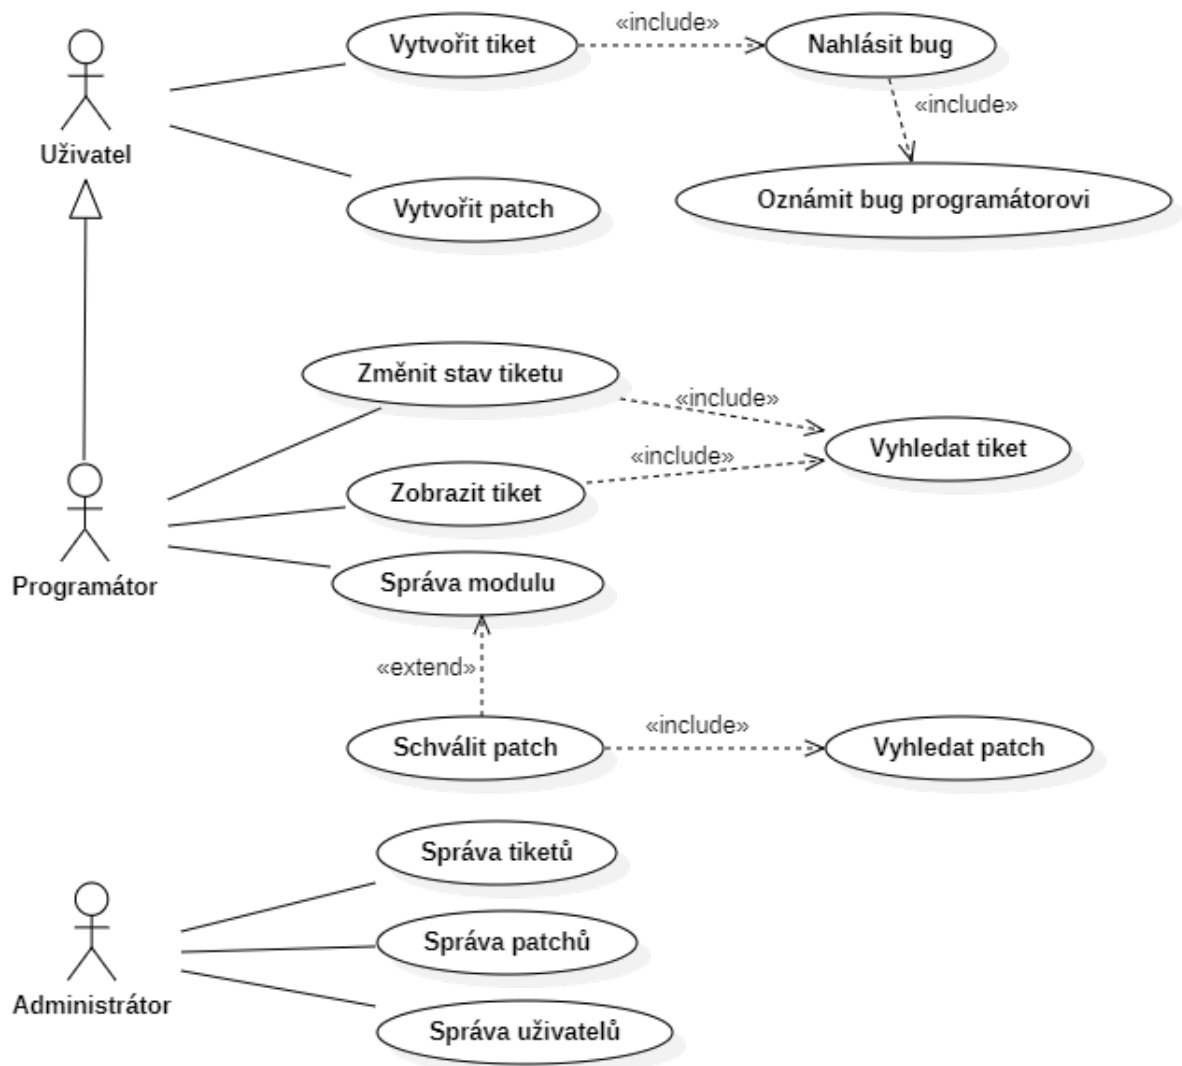 Vytvořit tiket
«include»
Nahlásit bug
«include»
Uživatel
Vytvořit patch
Oznámit bug programátorovi
Změnit stav tiketu
«include»
Vyhledat tiket
«include»
Zobrazit tiket
Programátor
Správa modulu
«extend»
Schválit patch
«include»
Vyhledat patch
Správa tiketů
Správa patchů
Administrátor
Správa uživatelů